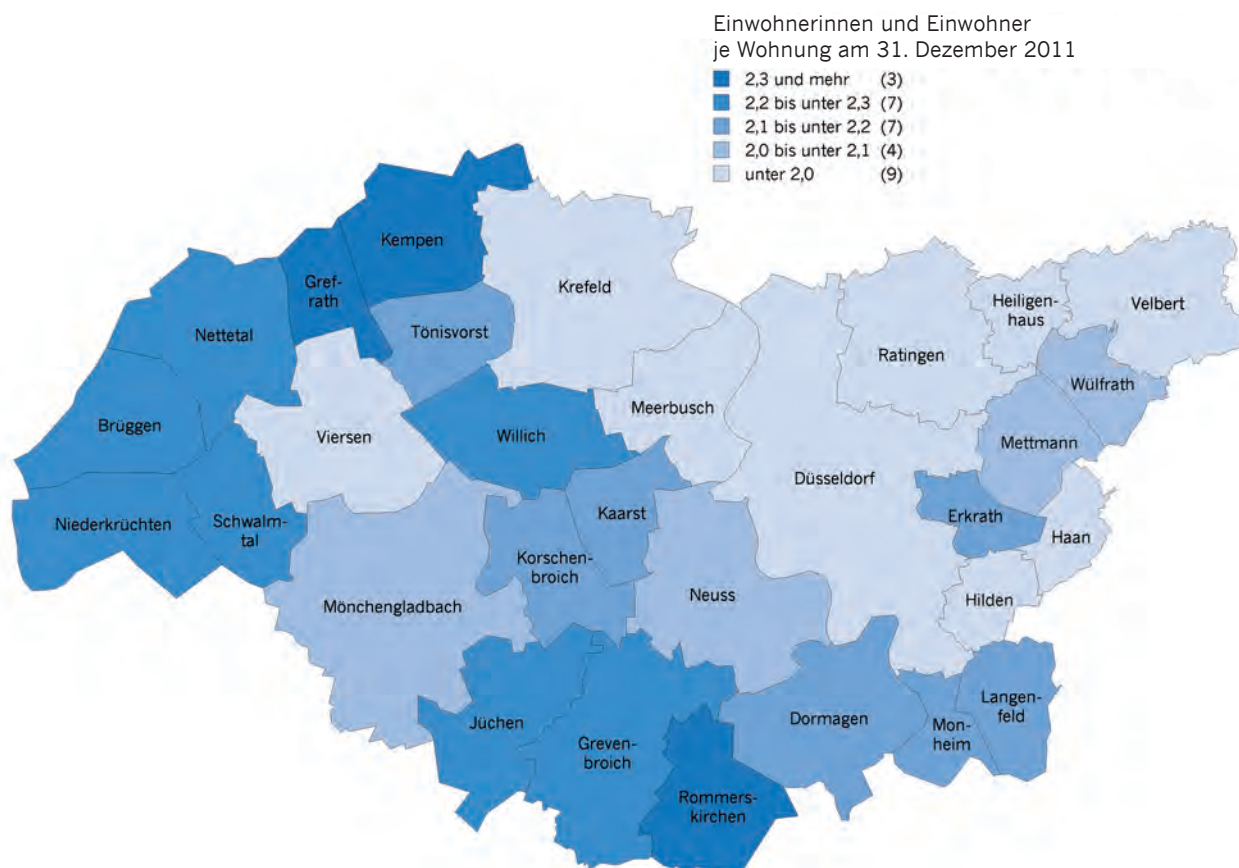 Einwohnerinnen und Einwohner
je Wohnung am 31. Dezember 2011
2,3 und mehr (3)
2,2 bis unter 2,3 (7)
2,1 bis unter 2,2 (7)
2,0 bis unter 2,1 (4)
unter 2,0 (9)
Kempen
Gref-
rath
Krefeld
Heiligen-
haus
Velbert
Nettetal
Tönisvorst
Ratingen
Wülfrath
Meerbusch
Brüggen
Viersen
Willich
Mettmann
Düsseldorf
Niederkrüchten
Schwalm-
tal
Kaarst
Erkrath
Haan
Korschen-
broich
Mönchengladbach
Neuss
Hilden
Jüchen
Greven-
broich
Dormagen
Mon-
heim
Langen-
feld
Rommers-
kirchen